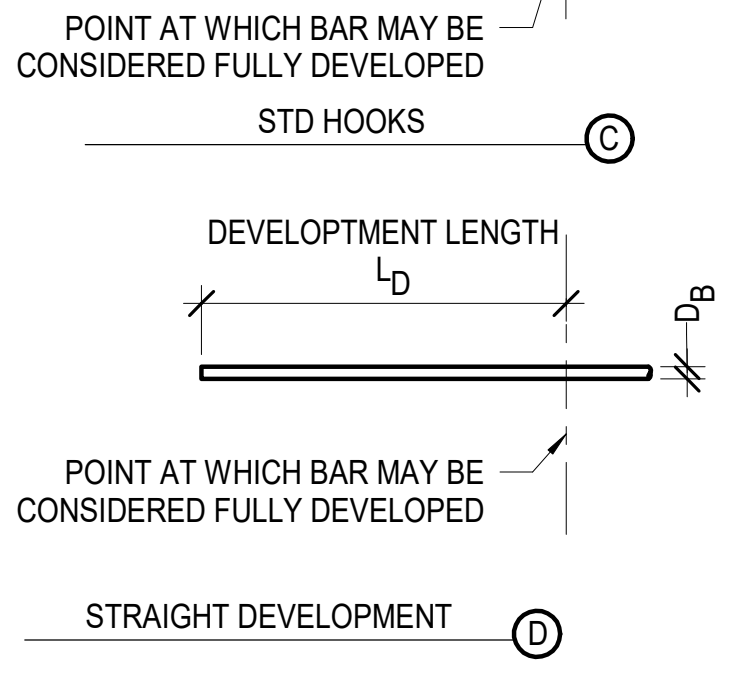 POINT AT WHICH BAR MAY BE
CONSIDERED FULLY DEVELOPED
STD HOOKS
C
DEVELOPTMENT LENGTH
LD
DB
POINT AT WHICH BAR MAY BE
CONSIDERED FULLY DEVELOPED
STRAIGHT DEVELOPMENT
D